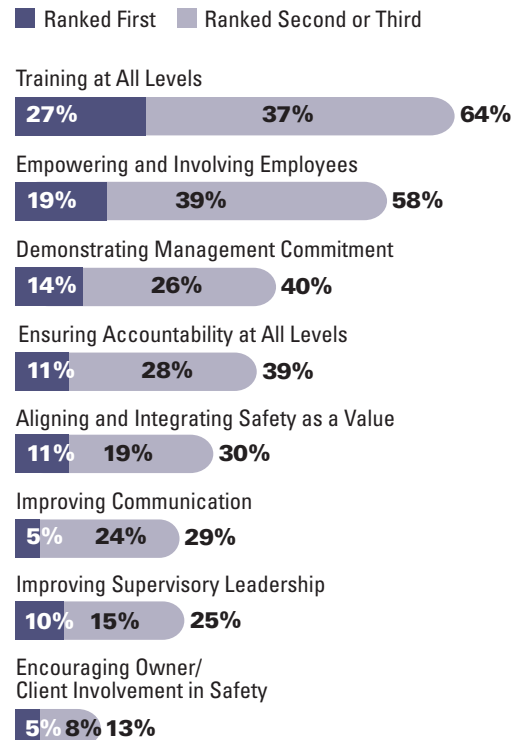 Ranked First Ranked Second or Third
Training at All Levels
27% 37% 64%
Empowering and Involving Employees
19% 39% 58%
Demonstrating Management Commitment
14% 26% 40%
Ensuring Accountability at All Levels
11% 28% 39%
Aligning and Integrating Safety as a Value
11% 19% 30%
Improving Communication
5% 24% 29%
Improving Supervisory Leadership
10% 15% 25%
Encouraging Owner/
Client Involvement in Safety
5% 8% 13%